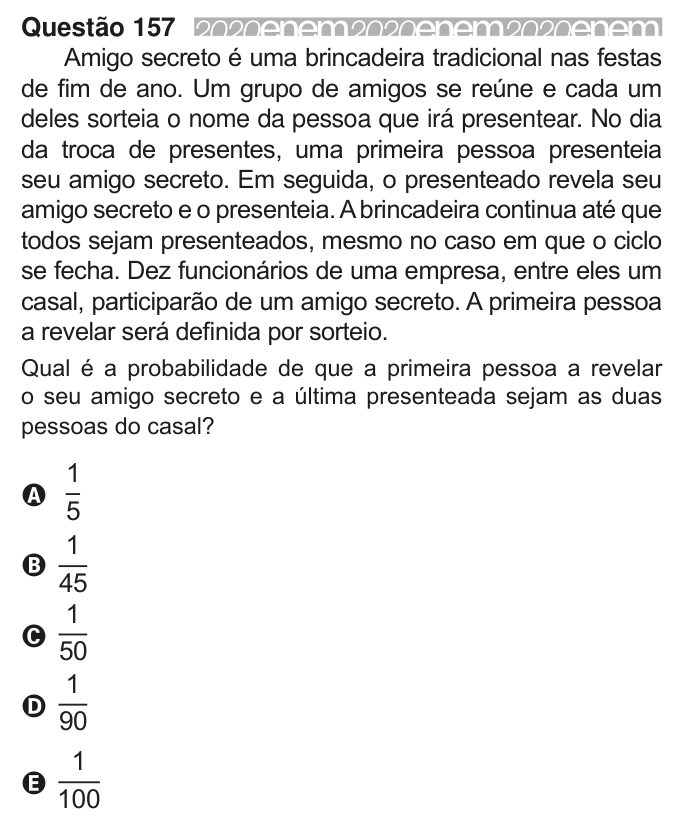 Questão 157 2020enem2020enem2020enem
Amigo secreto é uma brincadeira tradicional nas festas
de fim de ano. Um grupo de amigos se reúne e cada um
deles sorteia o nome da pessoa que irá presentear. No dia
da troca de presentes, uma primeira pessoa presenteia
seu amigo secreto. Em seguida, o presenteado revela seu
amigo secreto e o presenteia. A brincadeira continua até que
todos sejam presenteados, mesmo no caso em que o ciclo
se fecha. Dez funcionários de uma empresa, entre eles um
casal, participarão de um amigo secreto. A primeira pessoa
a revelar será definida por sorteio.
Qual é a probabilidade de que a primeira pessoa a revelar
o seu amigo secreto e a última presenteada sejam as duas
pessoas do casal?
A 1/5
B 1/45
C 1/50
D 1/90
E 1/100